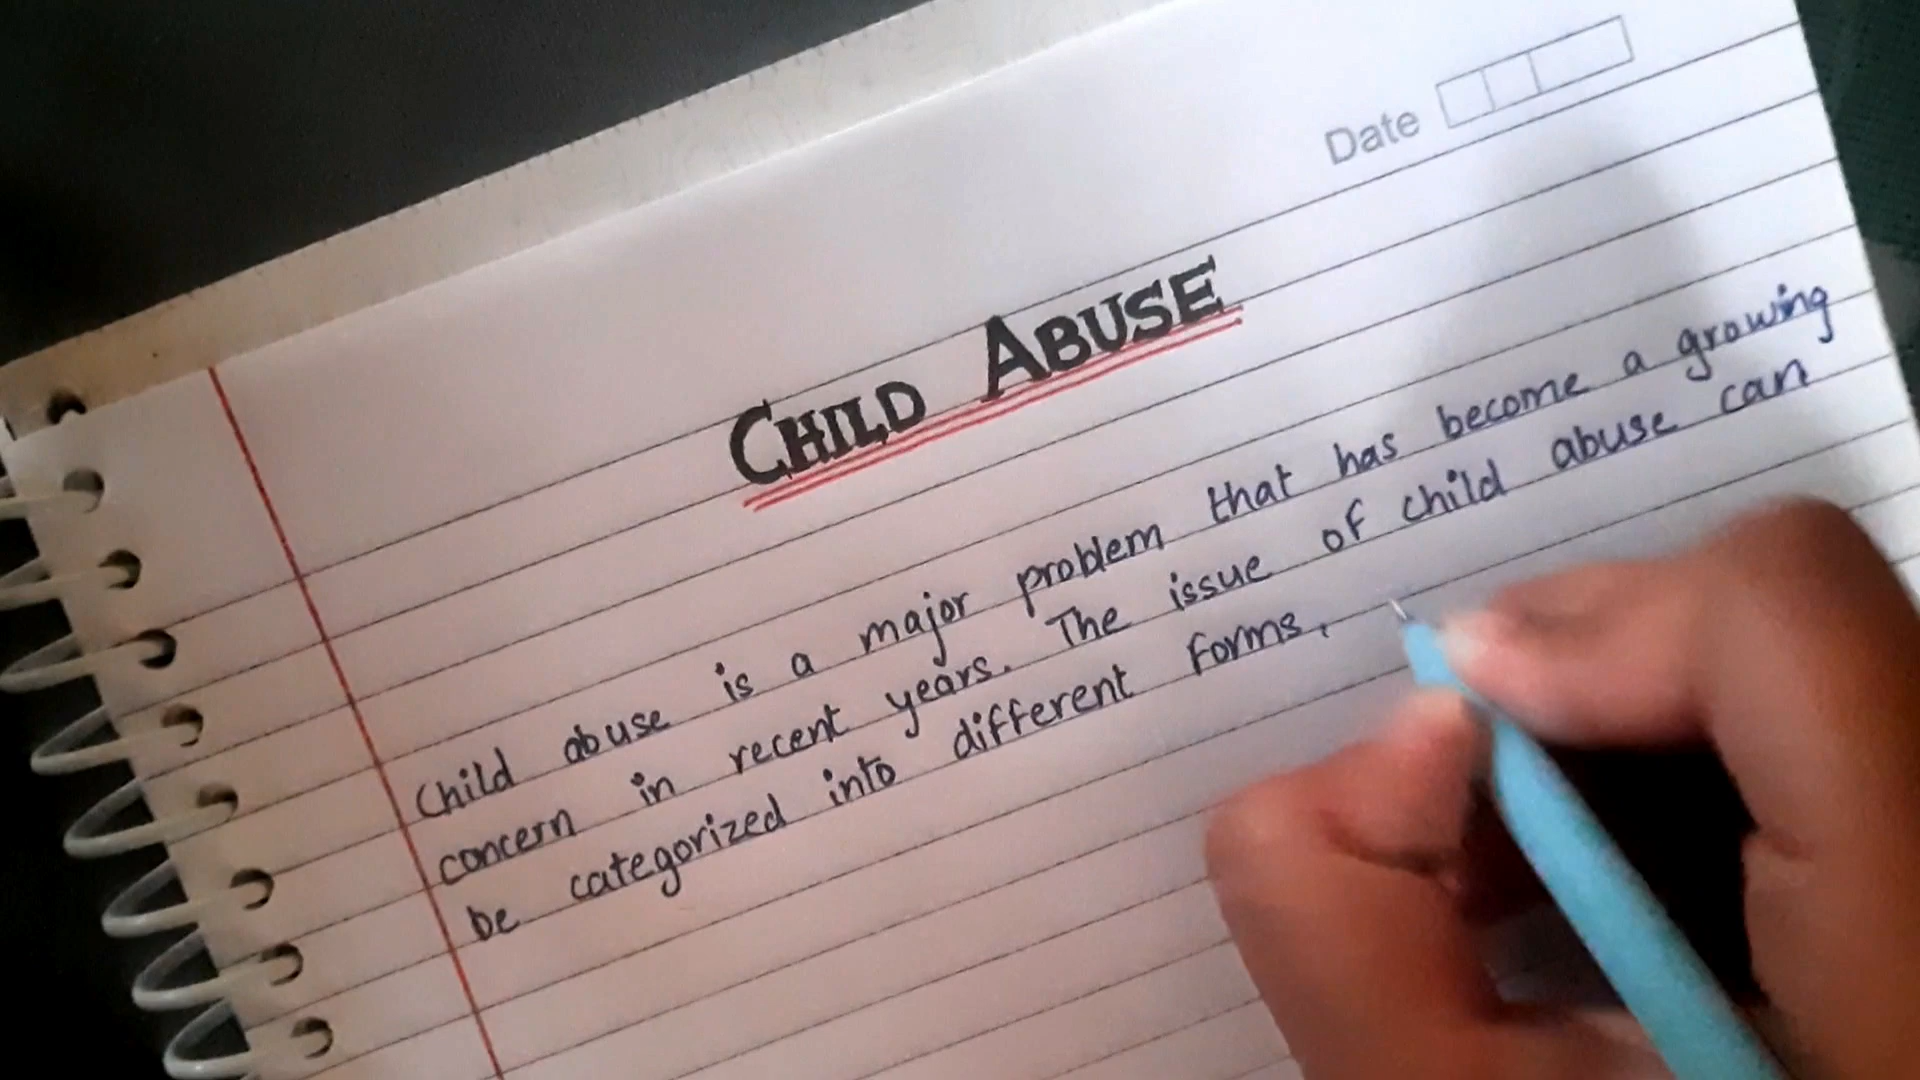 Date
CHILD ABUSE
Child abuse is a major problem that has become a growing
concern in recent years. The issue of child abuse can
be categorized into different forms,